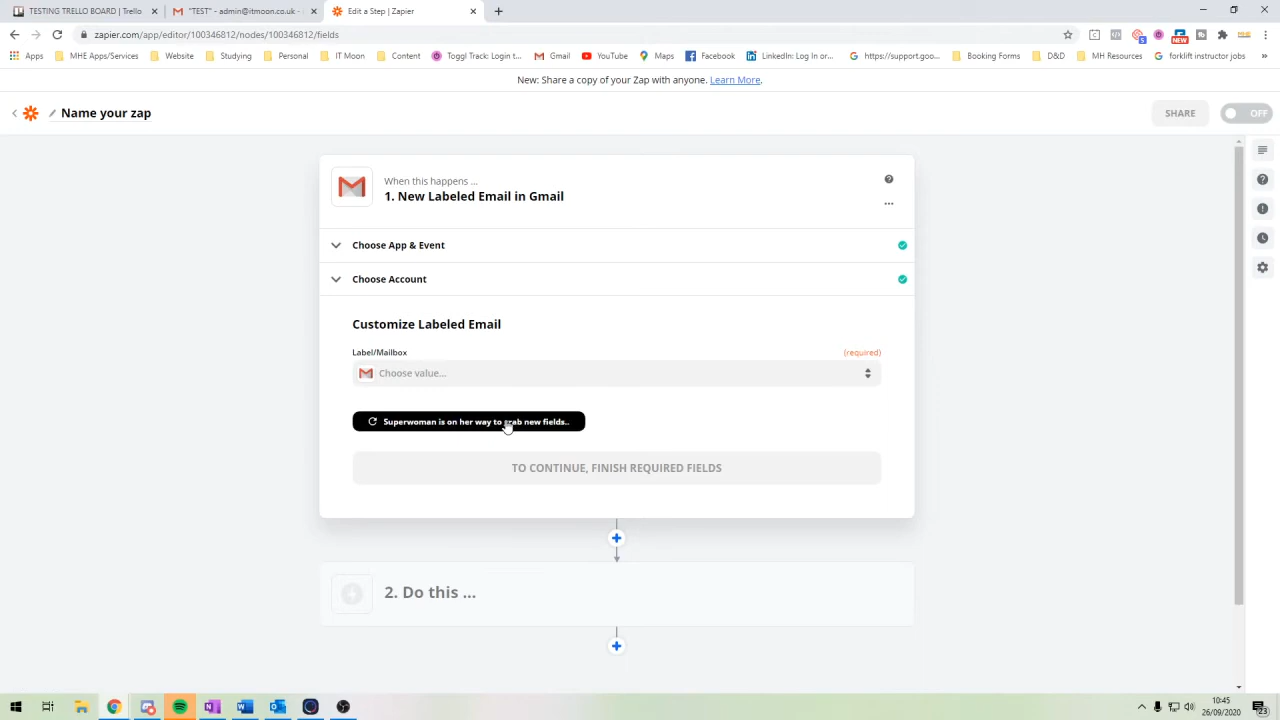 TESTING TRELLO BOARD | Trello
"TEST" - admin@itmoon.co.uk -
Edit a Step | Zapier
zapier.com/app/editor/100346812/nodes/100346812/fields
NEW
Apps
MHE Apps/Services
Website
Studying
Personal
IT Moon
Content
Toggl Track Login t...
Gmail
YouTube
Maps
Facebook
LinkedIn: Log In or...
https://support.goo...
Booking Forms
D&D
MH Resources
forklift instructor jobs
»
New: Share a copy of your Zap with anyone. Learn More.
Name your zap
SHARE
OFF
When this happens ...
1. New Labeled Email in Gmail
Choose App & Event
Choose Account
Customize Labeled Email
Label/Mailbox
(required)
Choose value...
Superwoman is on her way to grab new fields..
TO CONTINUE, FINISH REQUIRED FIELDS
2. Do this ...
10:45
26/09/2020